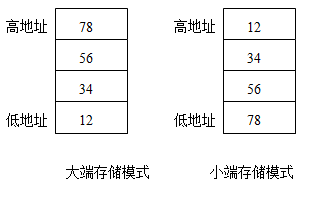 高地址 78 高地址 12
56 34
34 56
低地址 12 低地址 78
大端存储模式 小端存储模式